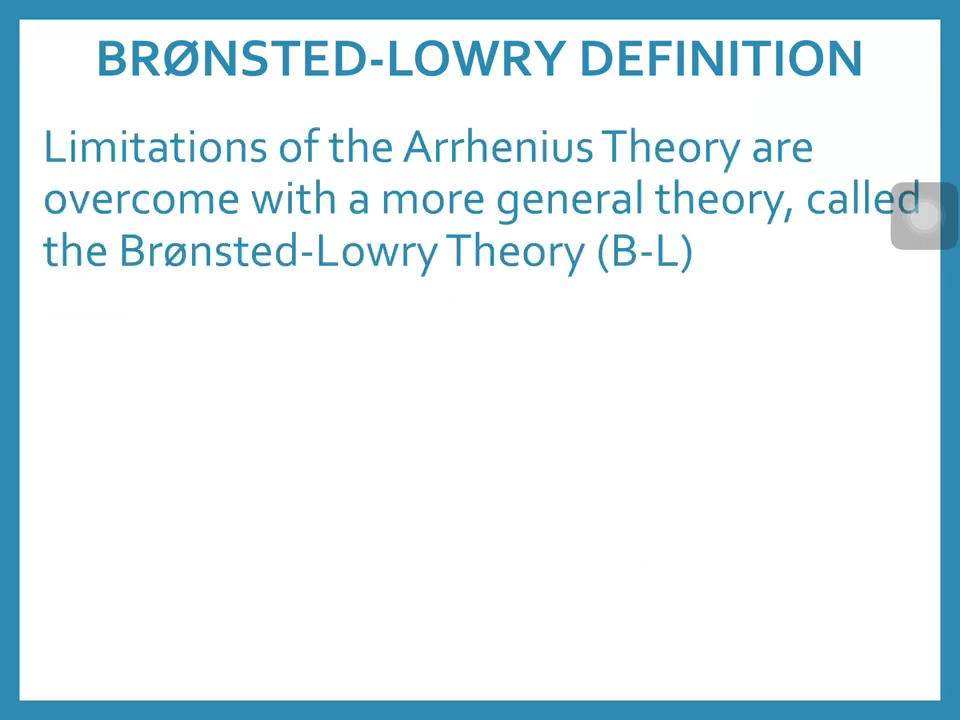 BRØNSTED-LOWRY DEFINITION
Limitations of the Arrhenius Theory are
overcome with a more general theory, called
the Brønsted-Lowry Theory (B-L)